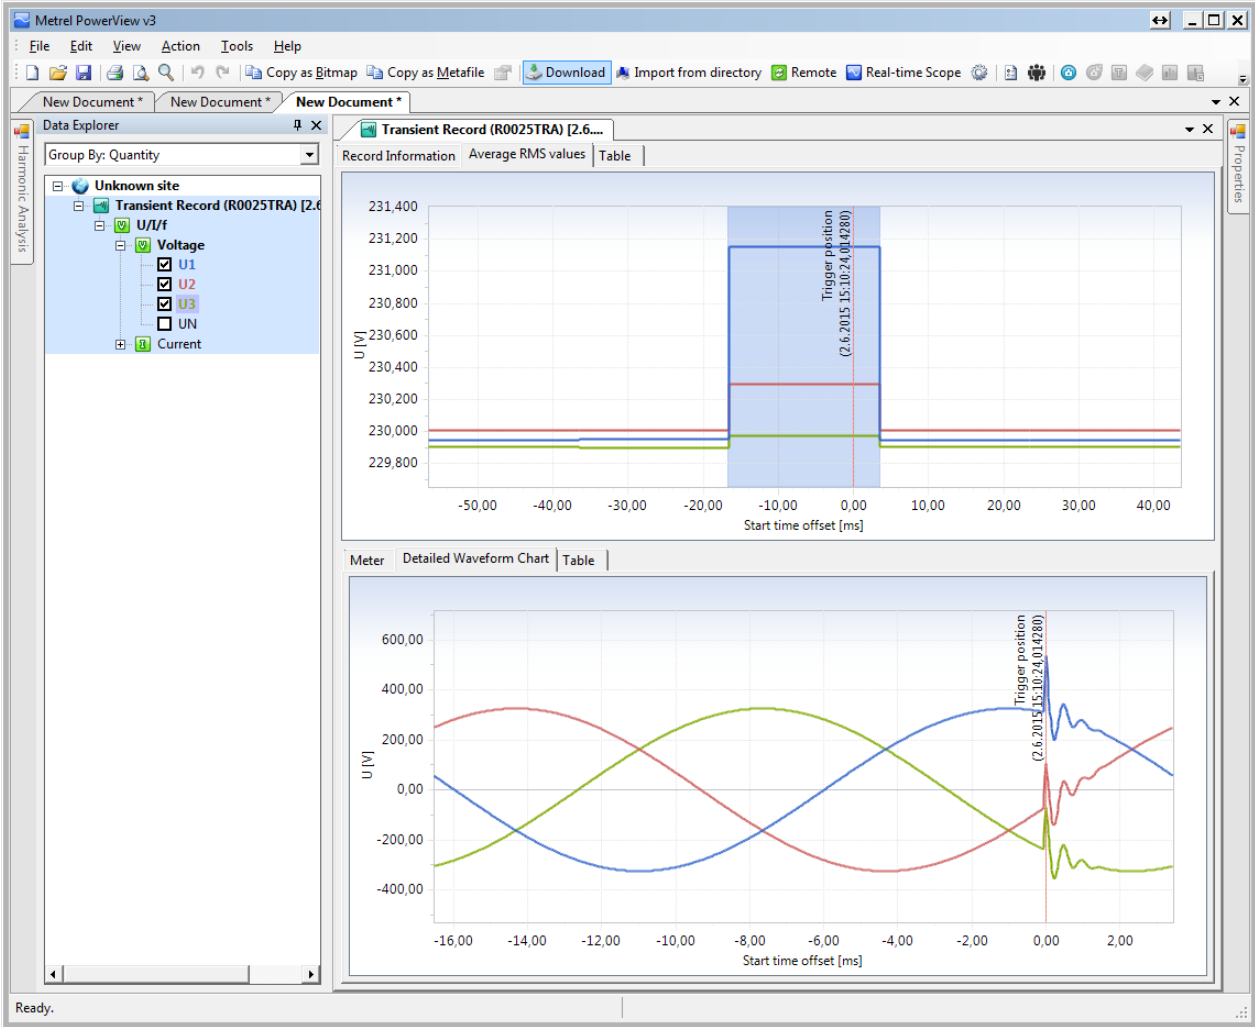 Metrel PowerView v3
File Edit View Action Tools Help
Copy as Bitmap Copy as Metafile Download Import from directory Remote Real-time Scope
New Document * New Document * New Document *
Harmonic Analysis
Data Explorer
Group By: Quantity
Unknown site
Transient Record (R0025TRA) [2.6
U/I/f
Voltage
U1
U2
U3
UN
Current
Transient Record (R0025TRA) [2.6....
Record Information Average RMS values Table
231,400
231,200
231,000
230,800
230,600
230,400
230,200
230,000
229,800
U [V]
Trigger position
(2.6.2015 15:10:24,014280)
-50,00 -40,00 -30,00 -20,00 -10,00 0,00 10,00 20,00 30,00 40,00
Start time offset [ms]
Meter Detailed Waveform Chart Table
600,00
400,00
200,00
0,00
-200,00
-400,00
U [V]
Trigger position
(2.6.2015 15:10:24,014280)
-16,00 -14,00 -12,00 -10,00 -8,00 -6,00 -4,00 -2,00 0,00 2,00
Start time offset [ms]
Properties
Ready.